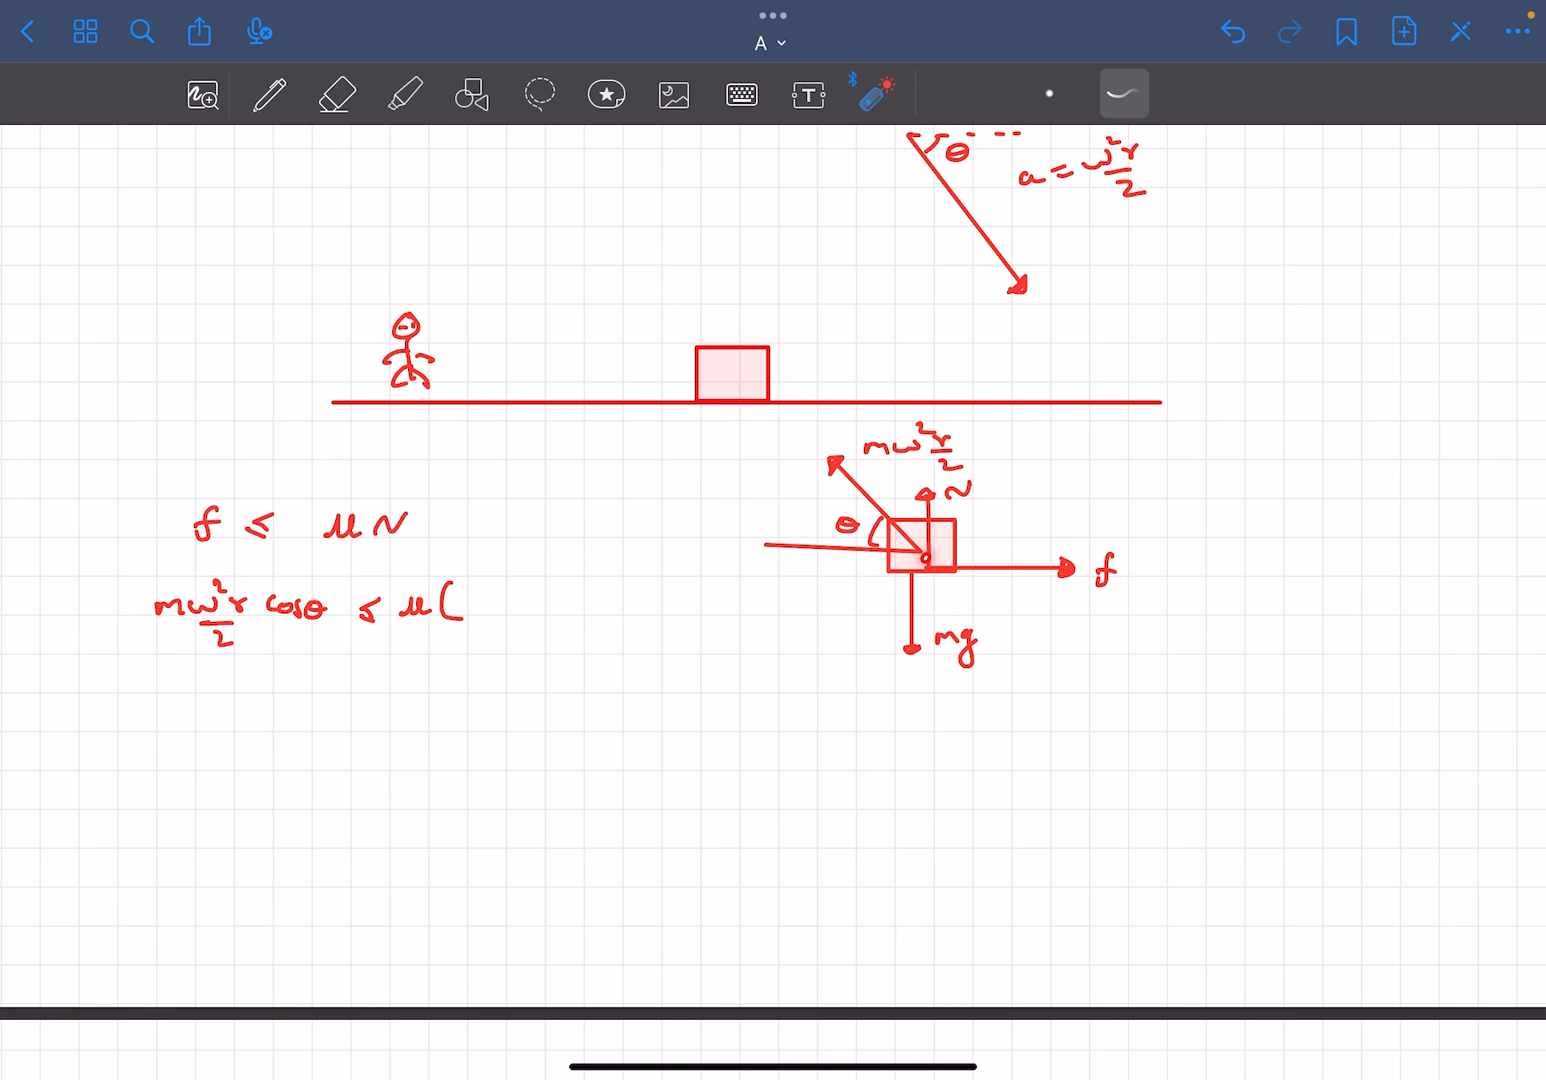 A
θ
a = ω²r/2
mω²r/2
N
θ
f ≤ μN
f
mω²r/2 cosθ ≤ μ(
mg